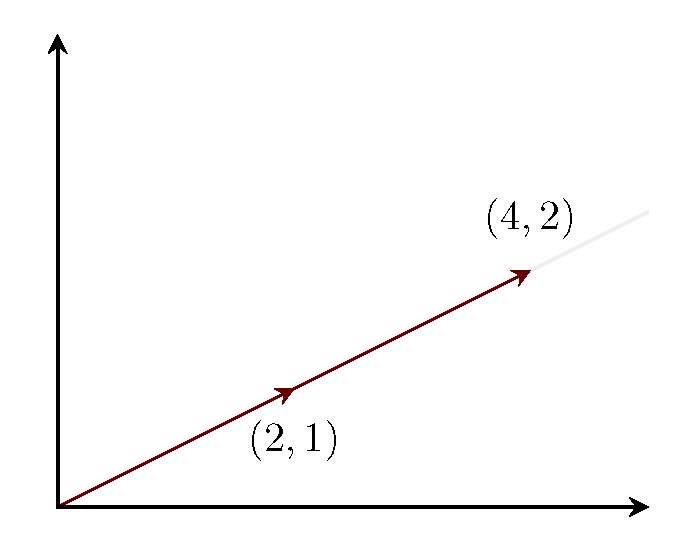 (4, 2)
(2, 1)